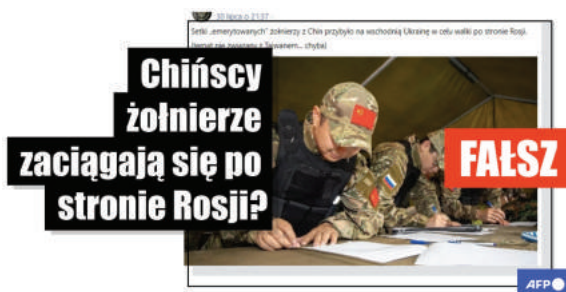 30 lipca o 21:37
Setki „emerytowanych" żołnierzy z Chin przybyło na wschodnią Ukrainę w celu walki po stronie Rosji.
(temat nie związany z Tajwanem... chyba)
Chińscy
żołnierze
zaciągają się po
stronie Rosji?
FAŁSZ
AFP